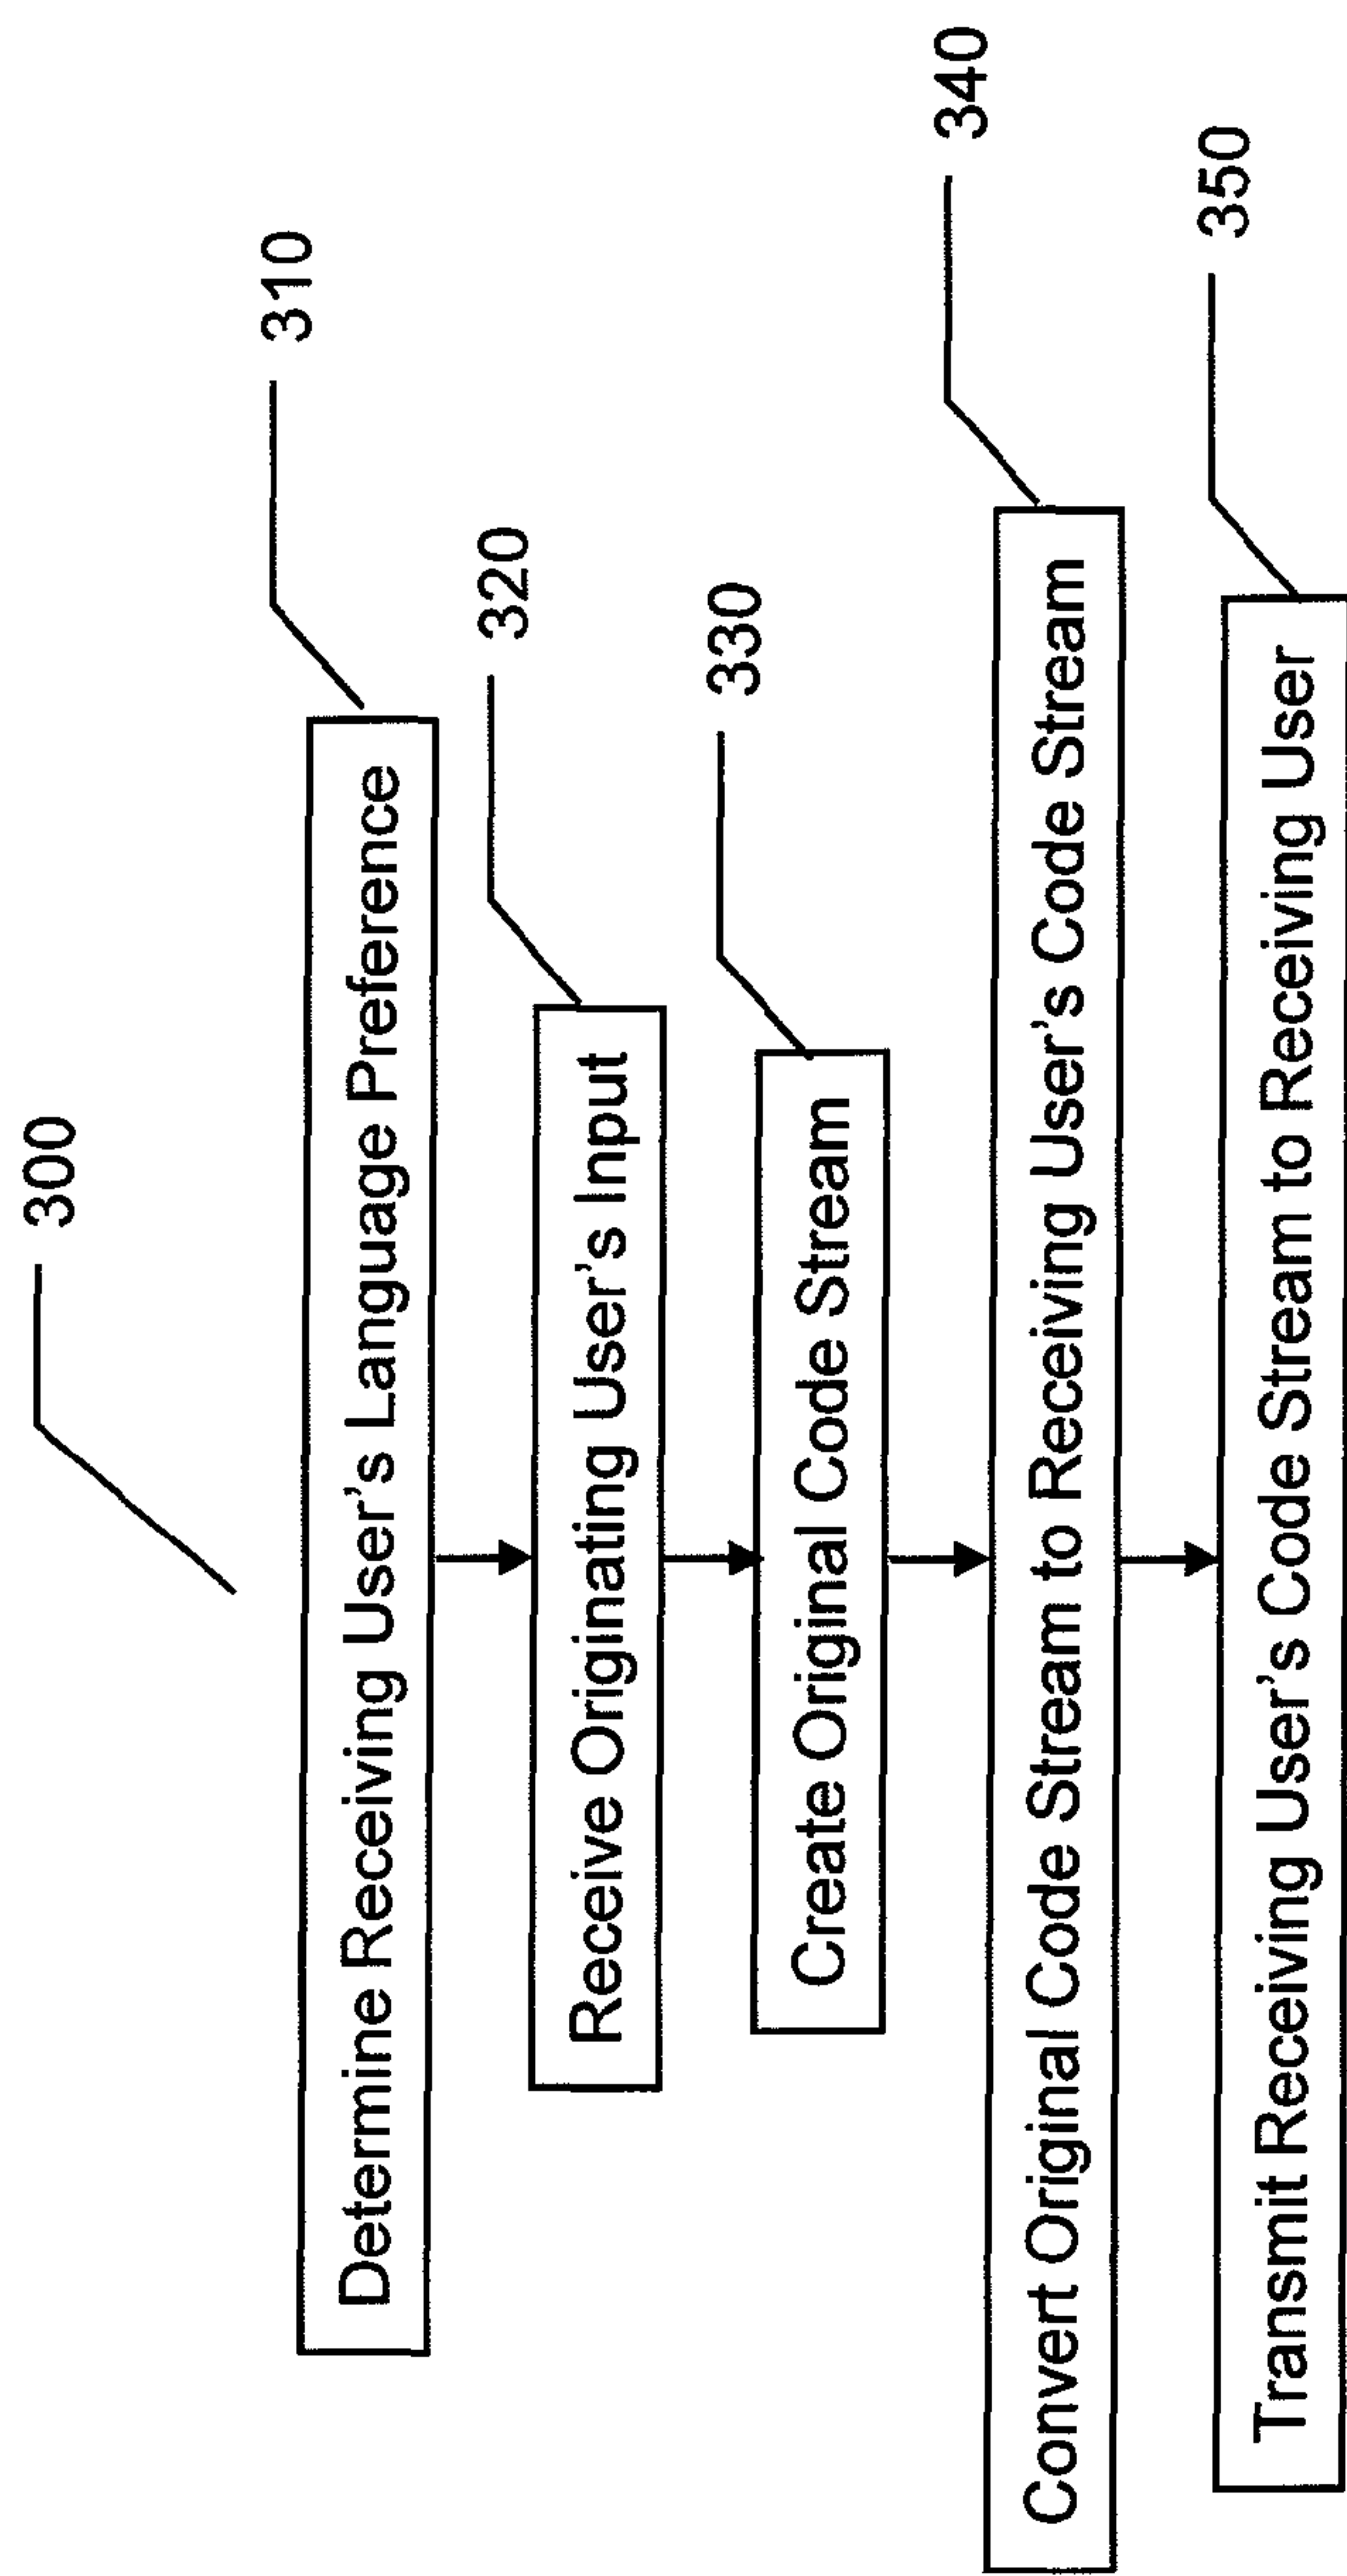 300
310
Determine Receiving User's Language Preference
320
Receive Originating User's Input
330
Create Original Code Stream
340
Convert Original Code Stream to Receiving User's Code Stream
350
Transmit Receiving User's Code Stream to Receiving User